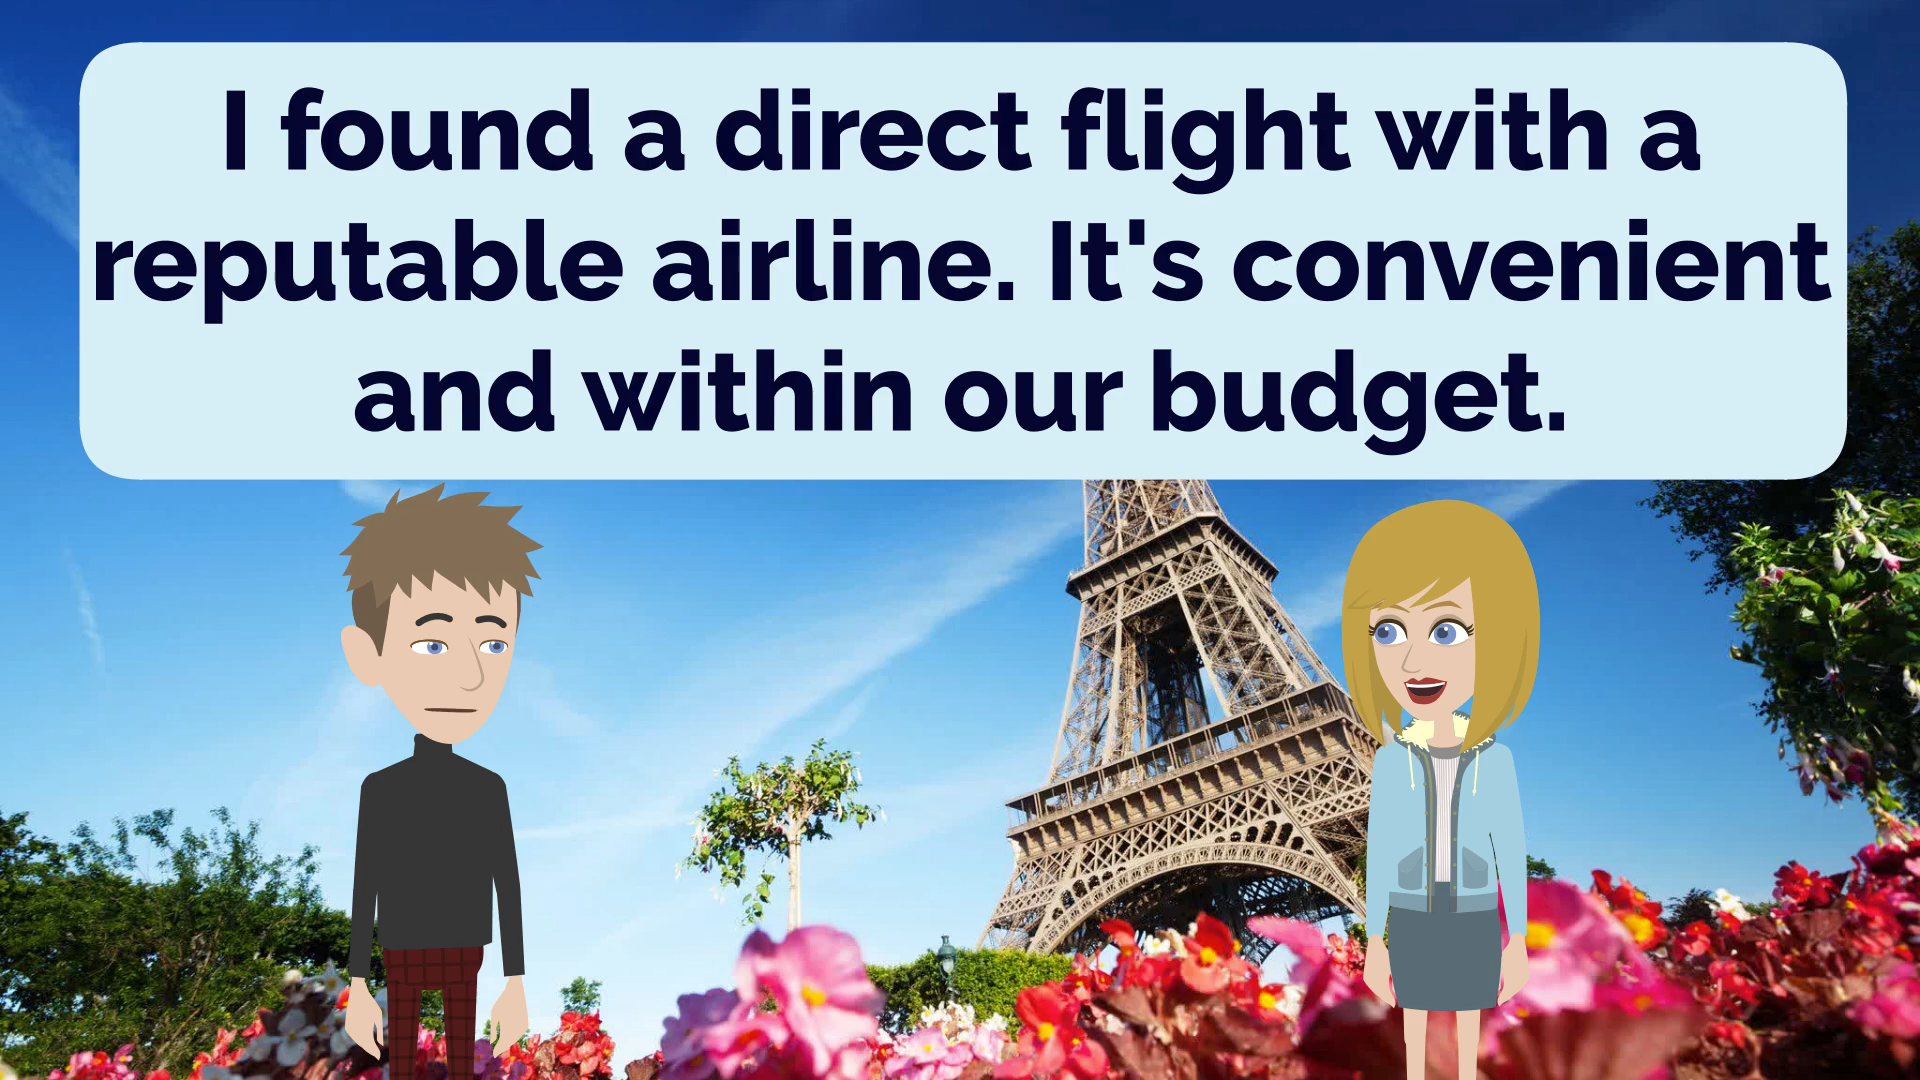 I found a direct flight with a
reputable airline. It's convenient
and within our budget.